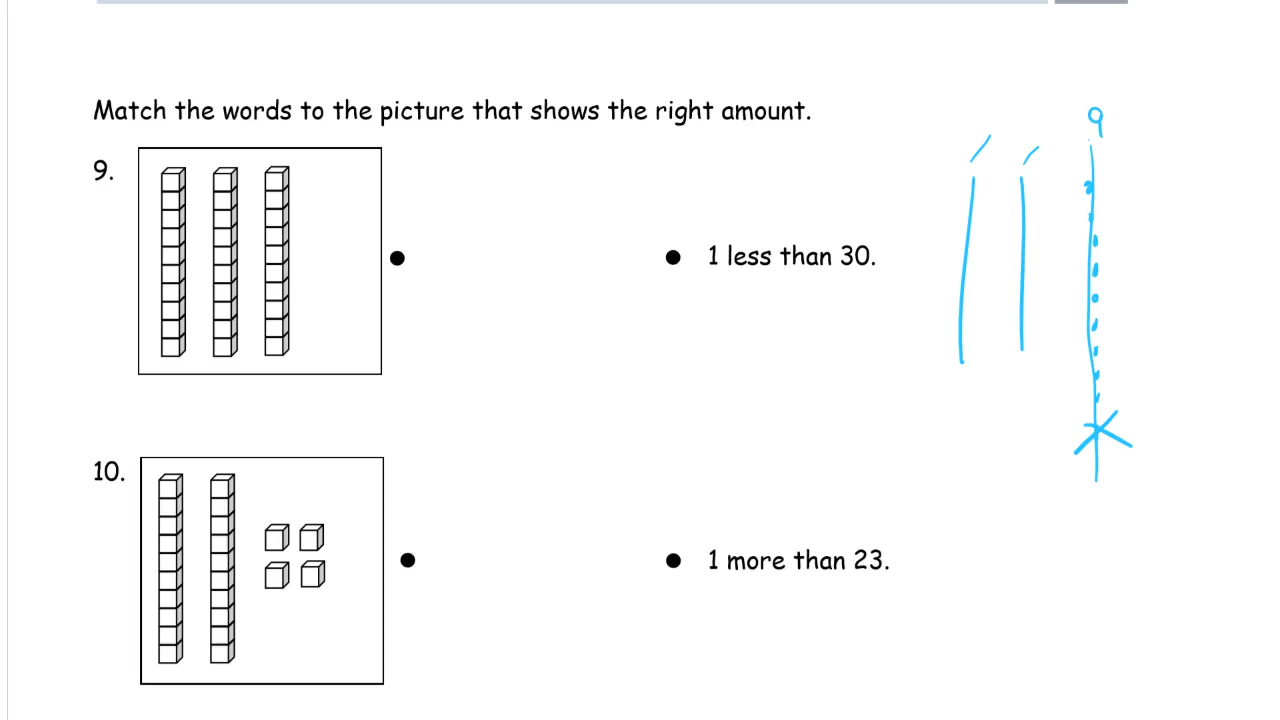 Match the words to the picture that shows the right amount.
9
9.
1 less than 30.
10.
1 more than 23.